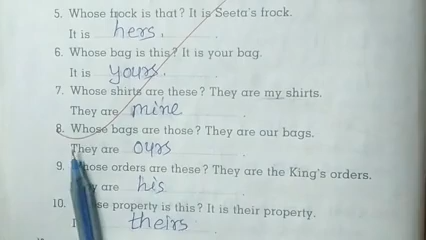 5. Whose frock is that? It is Seeta's frock.
It is hers.
6. Whose bag is this? It is your bag.
It is yours.
7. Whose shirts are these? They are my shirts.
They are mine
8. Whose bags are those? They are our bags.
They are ours
9. Whose orders are these? They are the King's orders.
are his
10. property is this? It is their property.
theirs